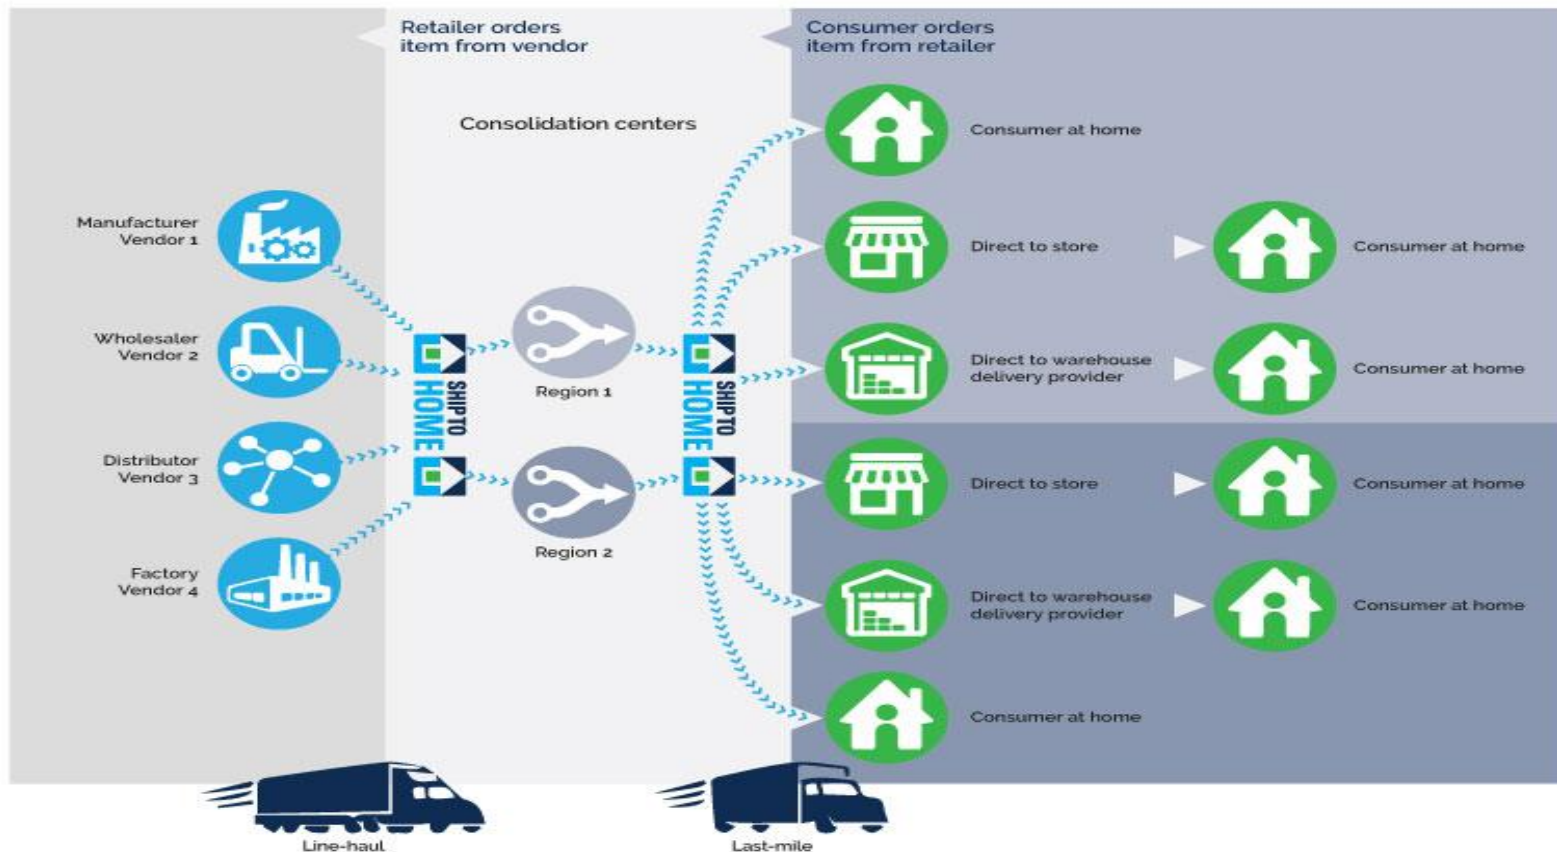 Retailer orders
item from vendor
Consumer orders
item from retailer
Consolidation centers
Manufacturer
Vendor 1
Wholesaler
Vendor 2
Distributor
Vendor 3
Factory
Vendor 4
SHIP TO
HOME
Region 1
Region 2
SHIP TO
HOME
Consumer at home
Direct to store
Consumer at home
Direct to warehouse
delivery provider
Consumer at home
Direct to store
Consumer at home
Direct to warehouse
delivery provider
Consumer at home
Consumer at home
Line-haul
Last-mile